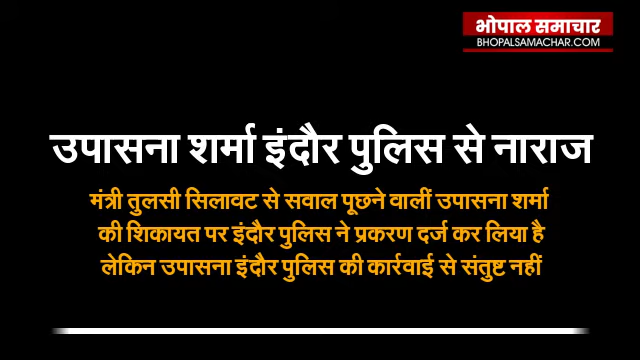 भोपाल समाचार
BHOPALSAMACHAR.COM
उपासना शर्मा इंदौर पुलिस से नाराज
मंत्री तुलसी सिलावट से सवाल पूछने वालीं उपासना शर्मा
की शिकायत पर इंदौर पुलिस ने प्रकरण दर्ज कर लिया है
लेकिन उपासना इंदौर पुलिस की कार्रवाई से संतुष्ट नहीं